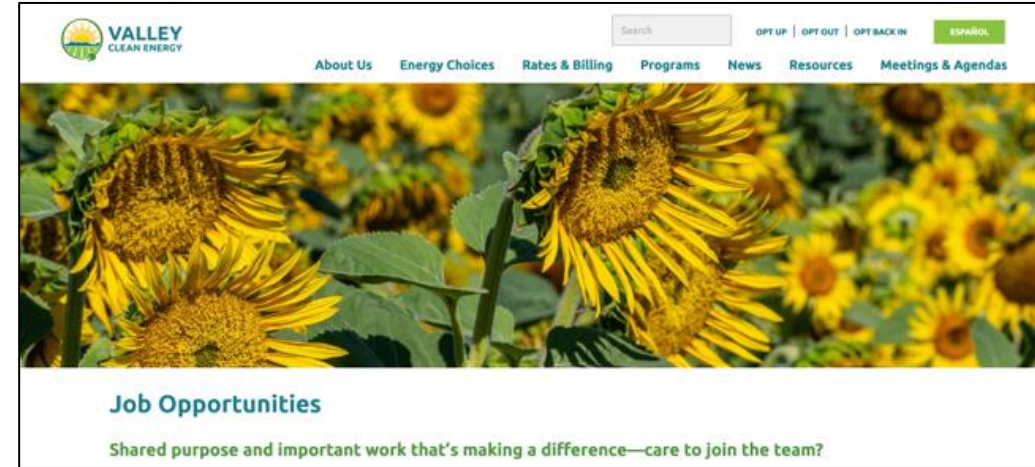 VALLEY
CLEAN ENERGY
Search
OPT UP | OPT OUT | OPT BACK IN
ESPAÑOL
About Us Energy Choices Rates & Billing Programs News Resources Meetings & Agendas
Job Opportunities
Shared purpose and important work that's making a difference—care to join the team?